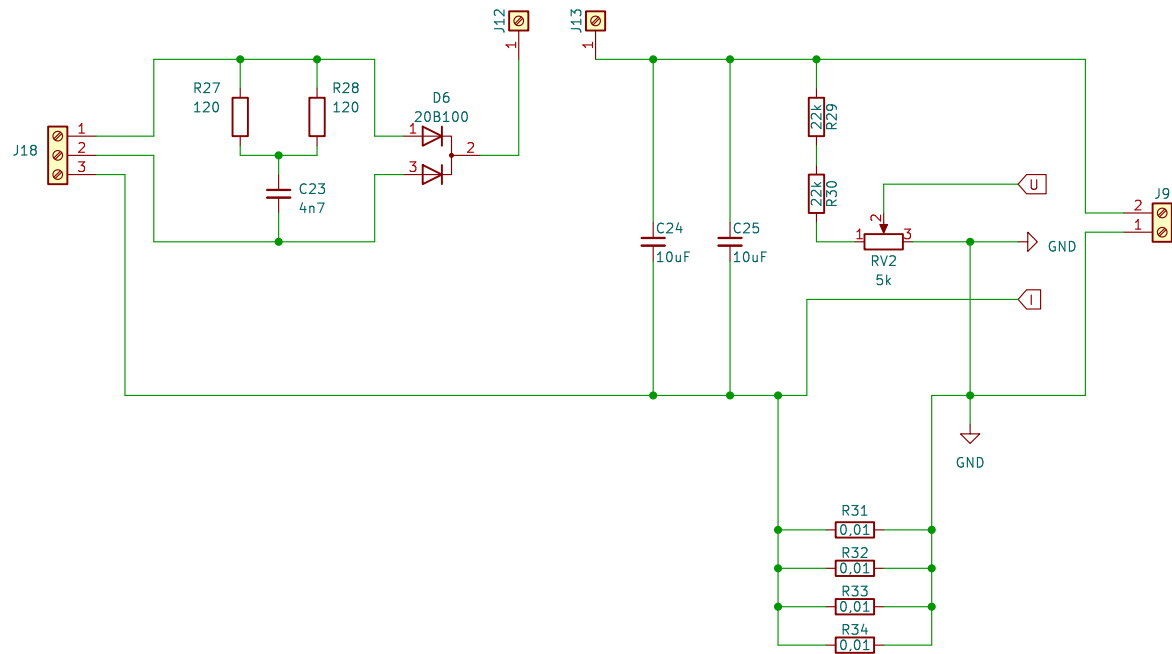 J12
1
J13
1
R27
120
R28
120
D6
20B100
1
2
3
J18
1
2
3
C23
4n7
22k
R29
22k
R30
U
J9
2
1
C24
10uF
C25
10uF
1
2
3
RV2
5k
GND
I
GND
R31
0,01
R32
0,01
R33
0,01
R34
0,01